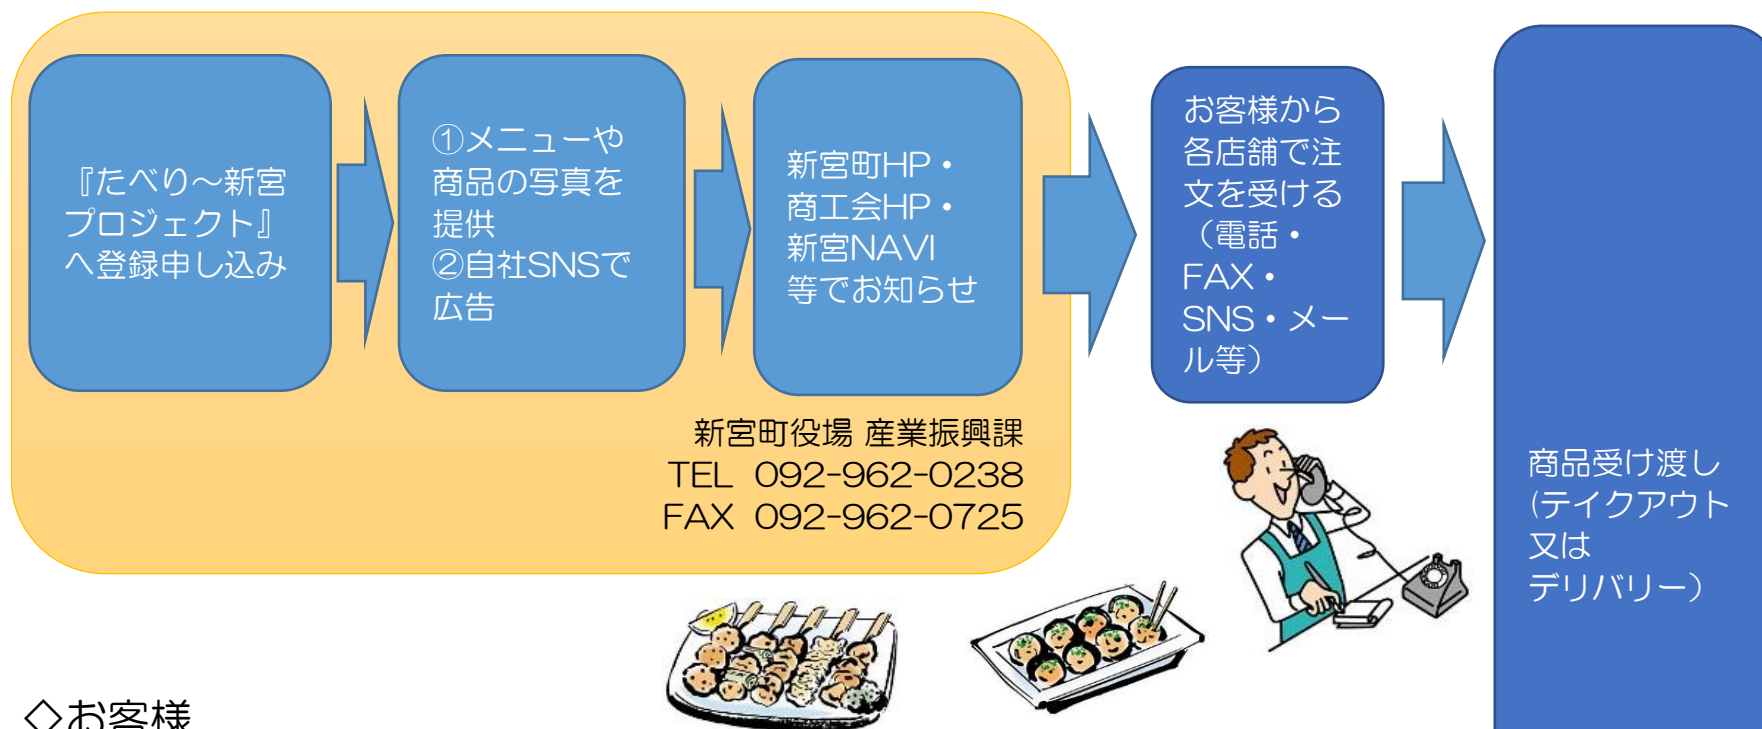 『たべり～新宮
プロジェクト』
へ登録申し込み
①メニューや
商品の写真を
提供
②自社SNSで
広告
新宮町HP・
商工会HP・
新宮NAVI
等でお知らせ
お客様から
各店舗で注
文を受ける
（電話・
FAX・
SNS・メー
ル等）
新宮町役場 産業振興課
TEL 092-962-0238
FAX 092-962-0725
商品受け渡し
(テイクアウト
又は
デリバリー）
◇お客様